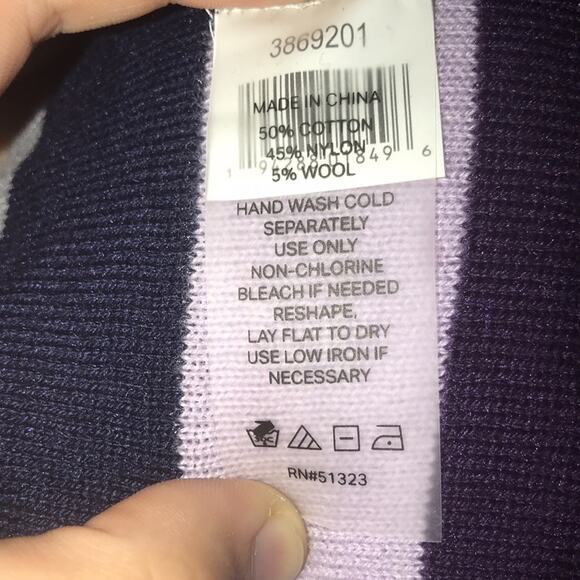 3869201
MADE IN CHINA
50% COTTON
45% NYLON
5% WOOL
HAND WASH COLD
SEPARATELY
USE ONLY
NON-CHLORINE
BLEACH IF NEEDED
RESHAPE,
LAY FLAT TO DRY
USE LOW IRON IF
NECESSARY
RN#51323